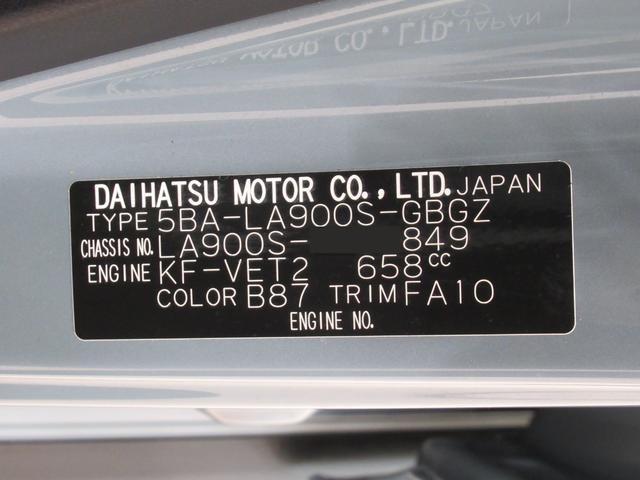 DAIHATSU MOTOR CO.,LTD. JAPAN
TYPE 5BA-LA900S-GBGZ
CHASSIS NO. LA900S- 849
ENGINE KF-VET2 658cc
COLOR B87 TRIM FA10
ENGINE NO.